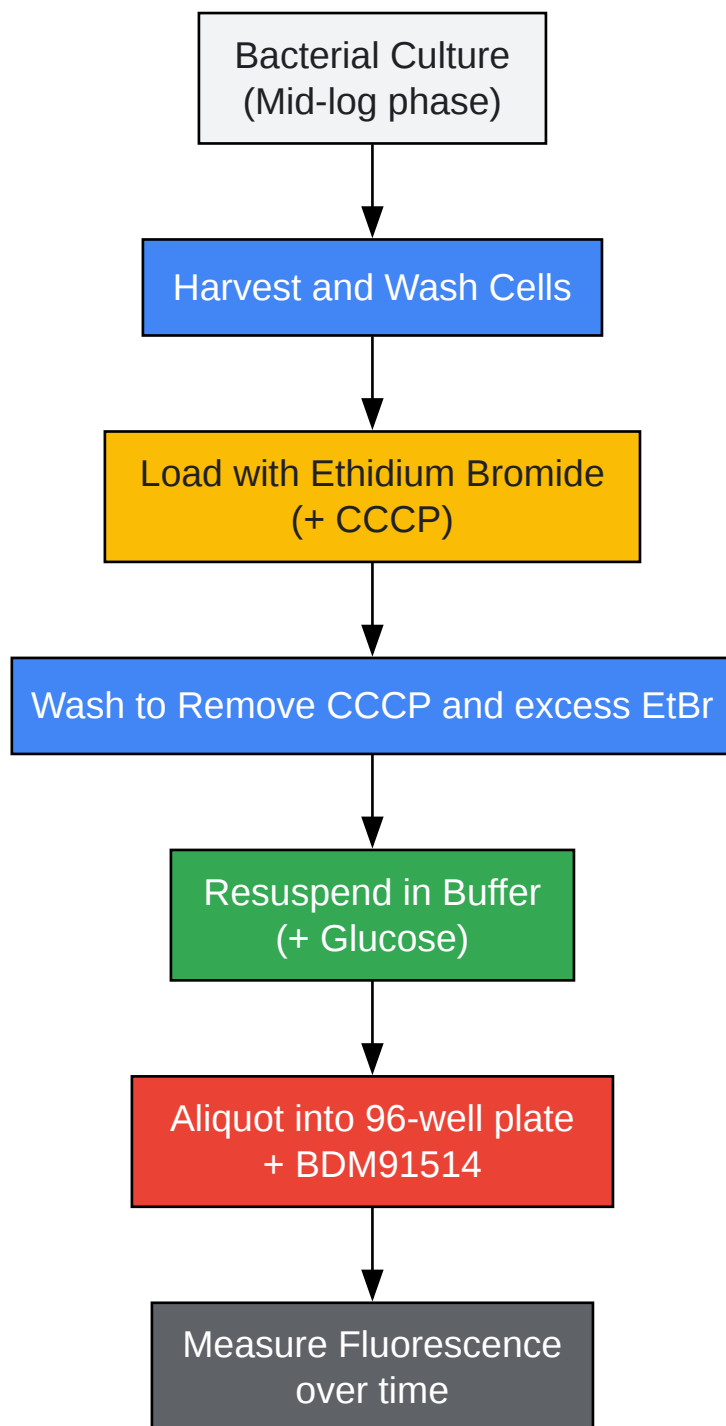 Bacterial Culture
(Mid-log phase)
Harvest and Wash Cells
Load with Ethidium Bromide
(+ CCCP)
Wash to Remove CCCP and excess EtBr
Resuspend in Buffer
(+ Glucose)
Aliquot into 96-well plate
+ BDM91514
Measure Fluorescence
over time